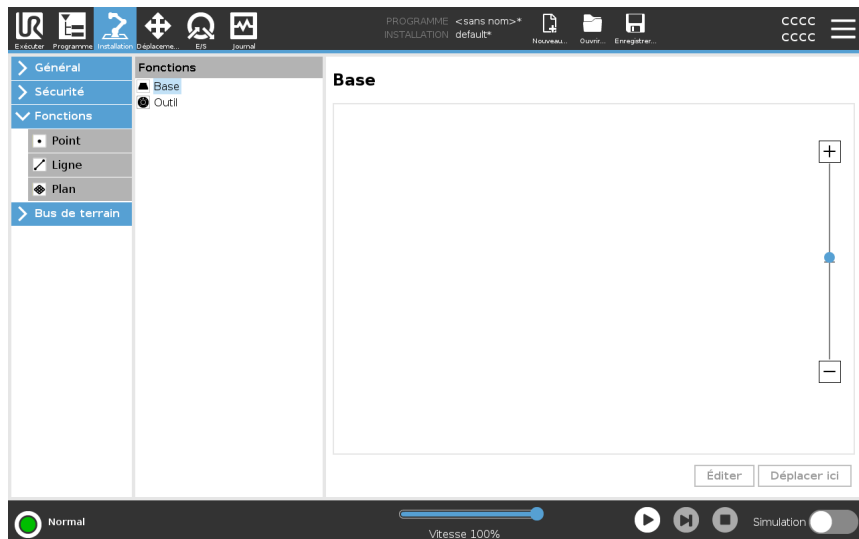 UR
PROGRAMME <sans nom>*
INSTALLATION default*
CCCC
CCCC
Exécuter Programme Installation Déplaceme... E/S Journal Nouveau... Ouvrir... Enregistrer...
Général
Sécurité
Fonctions
Point
Ligne
Plan
Bus de terrain
Fonctions
Base
Outil
Base
Éditer Déplacer ici
Normal
Vitesse 100%
Simulation